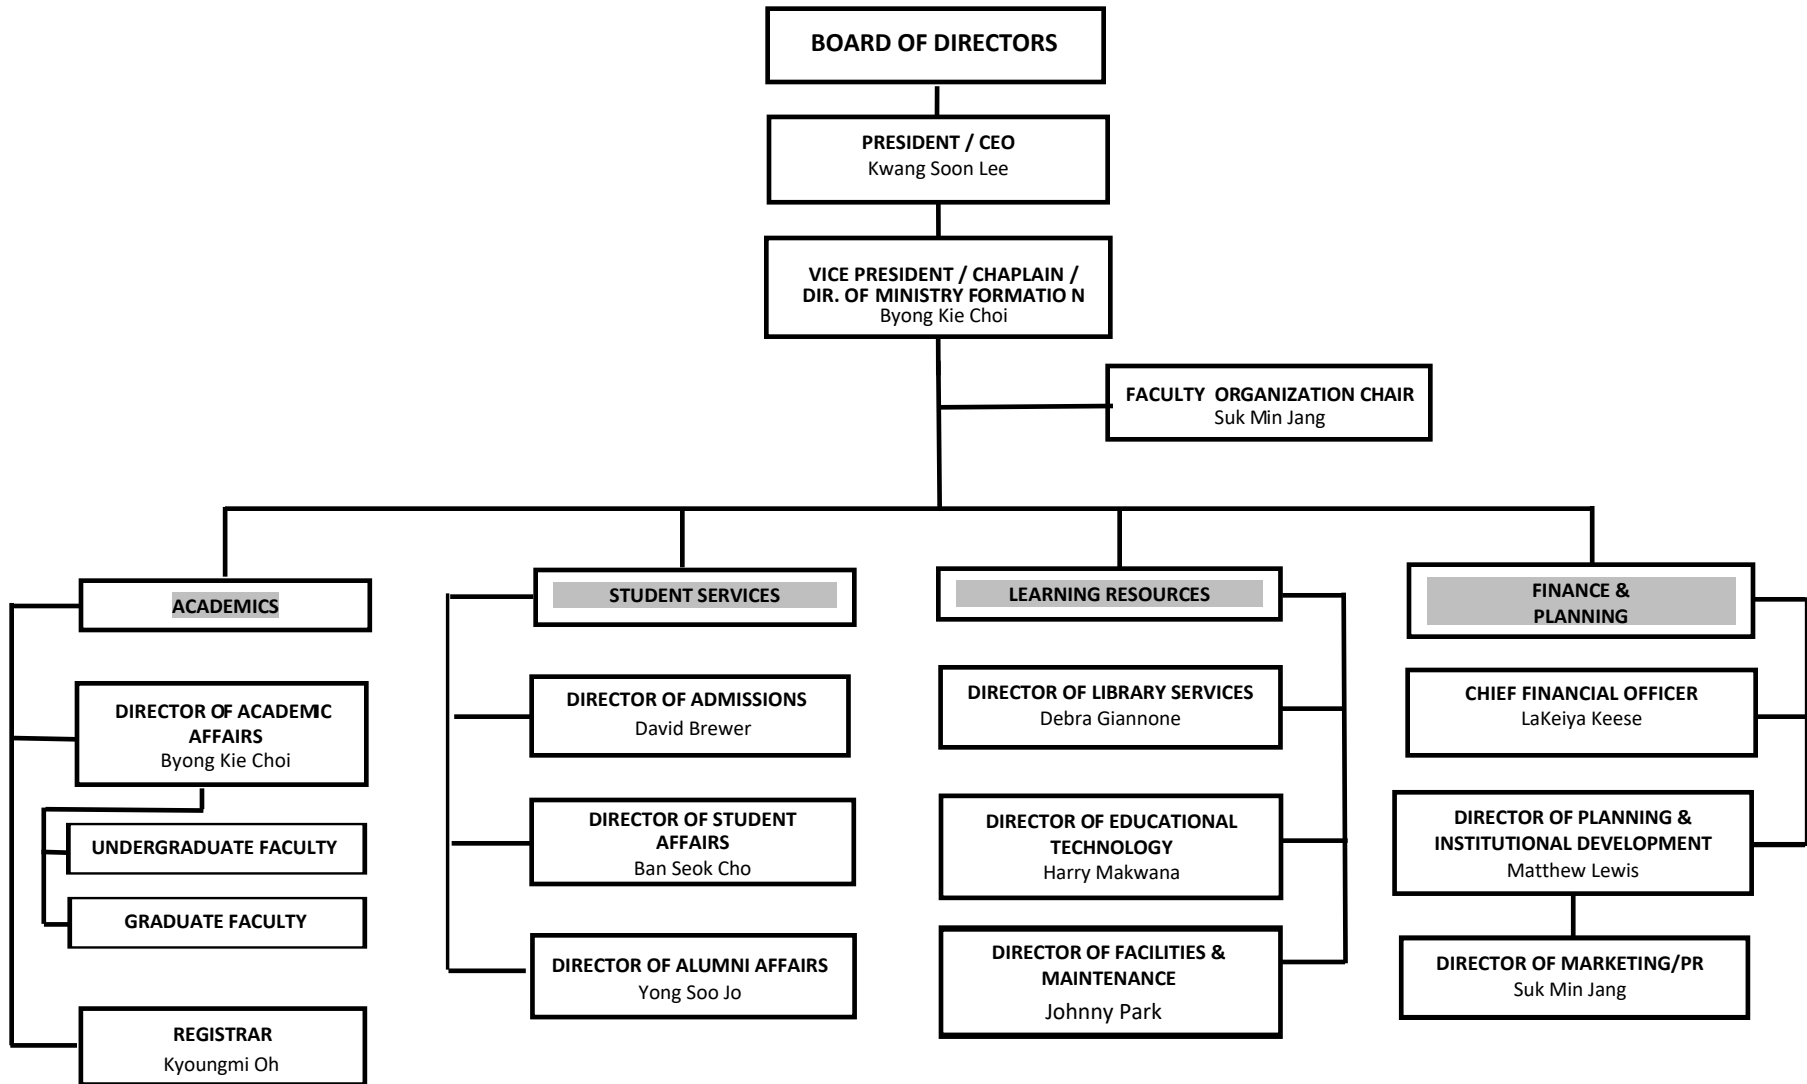 BOARD OF DIRECTORS
PRESIDENT / CEO
Kwang Soon Lee
VICE PRESIDENT / CHAPLAIN /
DIR. OF MINISTRY FORMATIO N
Byong Kie Choi
FACULTY ORGANIZATION CHAIR
Suk Min Jang
ACADEMICS
DIRECTOR OF ACADEMIC
AFFAIRS
Byong Kie Choi
UNDERGRADUATE FACULTY
GRADUATE FACULTY
REGISTRAR
Kyoungmi Oh
STUDENT SERVICES
DIRECTOR OF ADMISSIONS
David Brewer
DIRECTOR OF STUDENT
AFFAIRS
Ban Seok Cho
DIRECTOR OF ALUMNI AFFAIRS
Yong Soo Jo
LEARNING RESOURCES
DIRECTOR OF LIBRARY SERVICES
Debra Giannone
DIRECTOR OF EDUCATIONAL
TECHNOLOGY
Harry Makwana
DIRECTOR OF FACILITIES &
MAINTENANCE
Johnny Park
FINANCE &
PLANNING
CHIEF FINANCIAL OFFICER
LaKeiya Keese
DIRECTOR OF PLANNING &
INSTITUTIONAL DEVELOPMENT
Matthew Lewis
DIRECTOR OF MARKETING/PR
Suk Min Jang